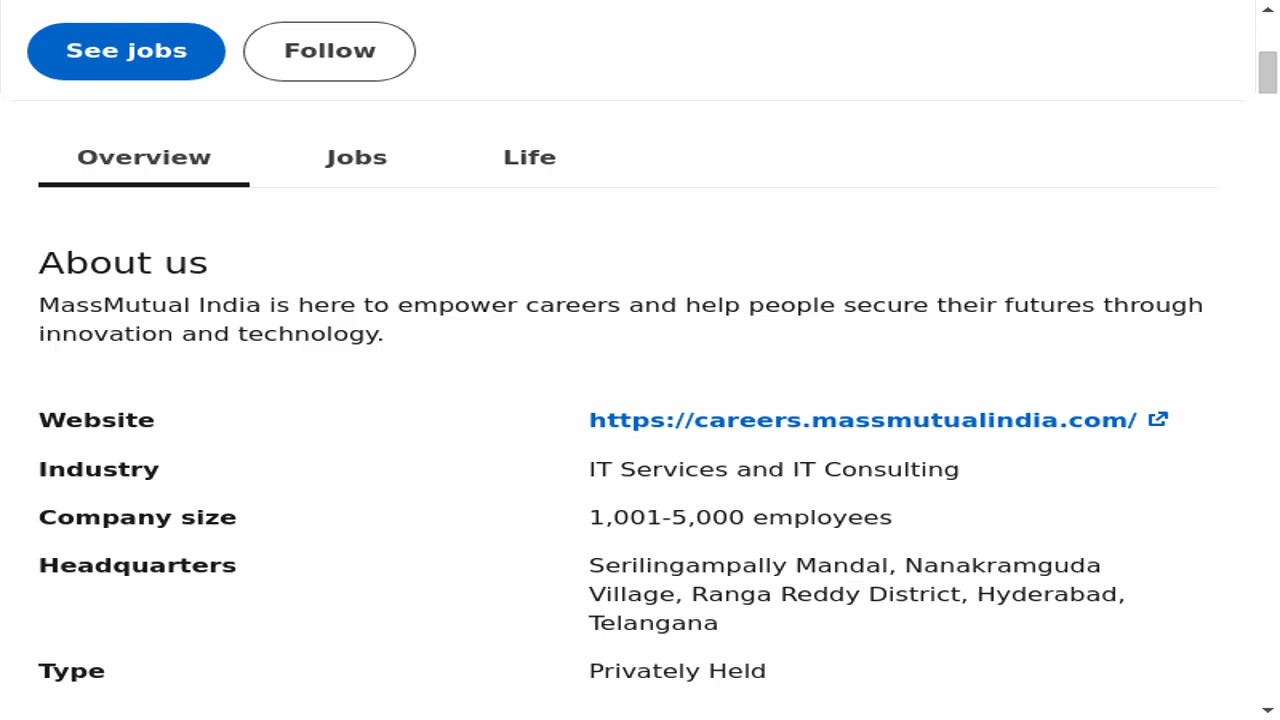 See jobs
Follow
Overview
Jobs
Life
About us
MassMutual India is here to empower careers and help people secure their futures through
innovation and technology.
Website
https://careers.massmutualindia.com/
Industry
IT Services and IT Consulting
Company size
1,001-5,000 employees
Headquarters
Serilingampally Mandal, Nanakramguda
Village, Ranga Reddy District, Hyderabad,
Telangana
Type
Privately Held